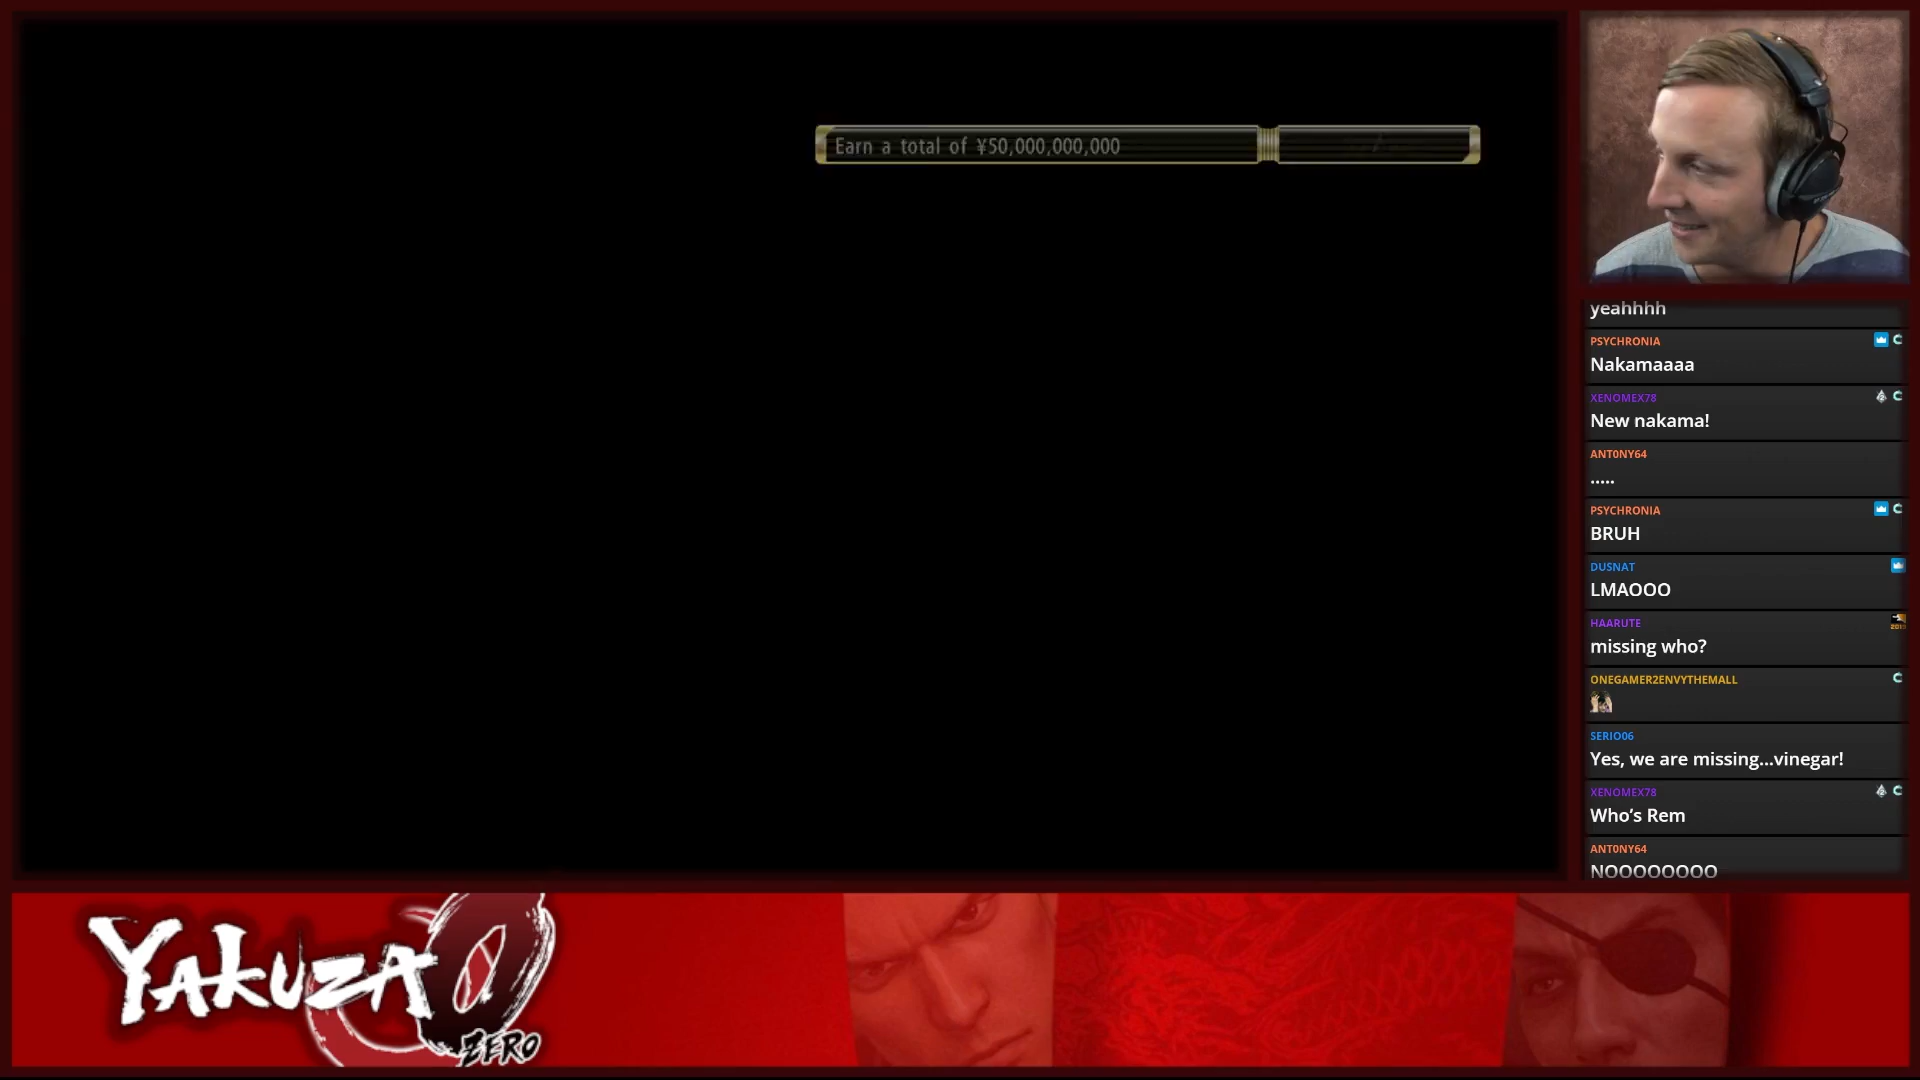 Earn a total of ¥50,000,000,000
yeahhhh
PSYCHRONIA
Nakamaaaa
XENOMEX78
New nakama!
ANT0NY64
.....
PSYCHRONIA
BRUH
DUSNAT
LMAOOO
HAARUTE
missing who?
ONEGAMER2ENVYTHEMALL
SERIO06
Yes, we are missing...vinegar!
XENOMEX78
Who's Rem
ANT0NY64
NOOOOOOOO
YAKUZA 0
ZERO